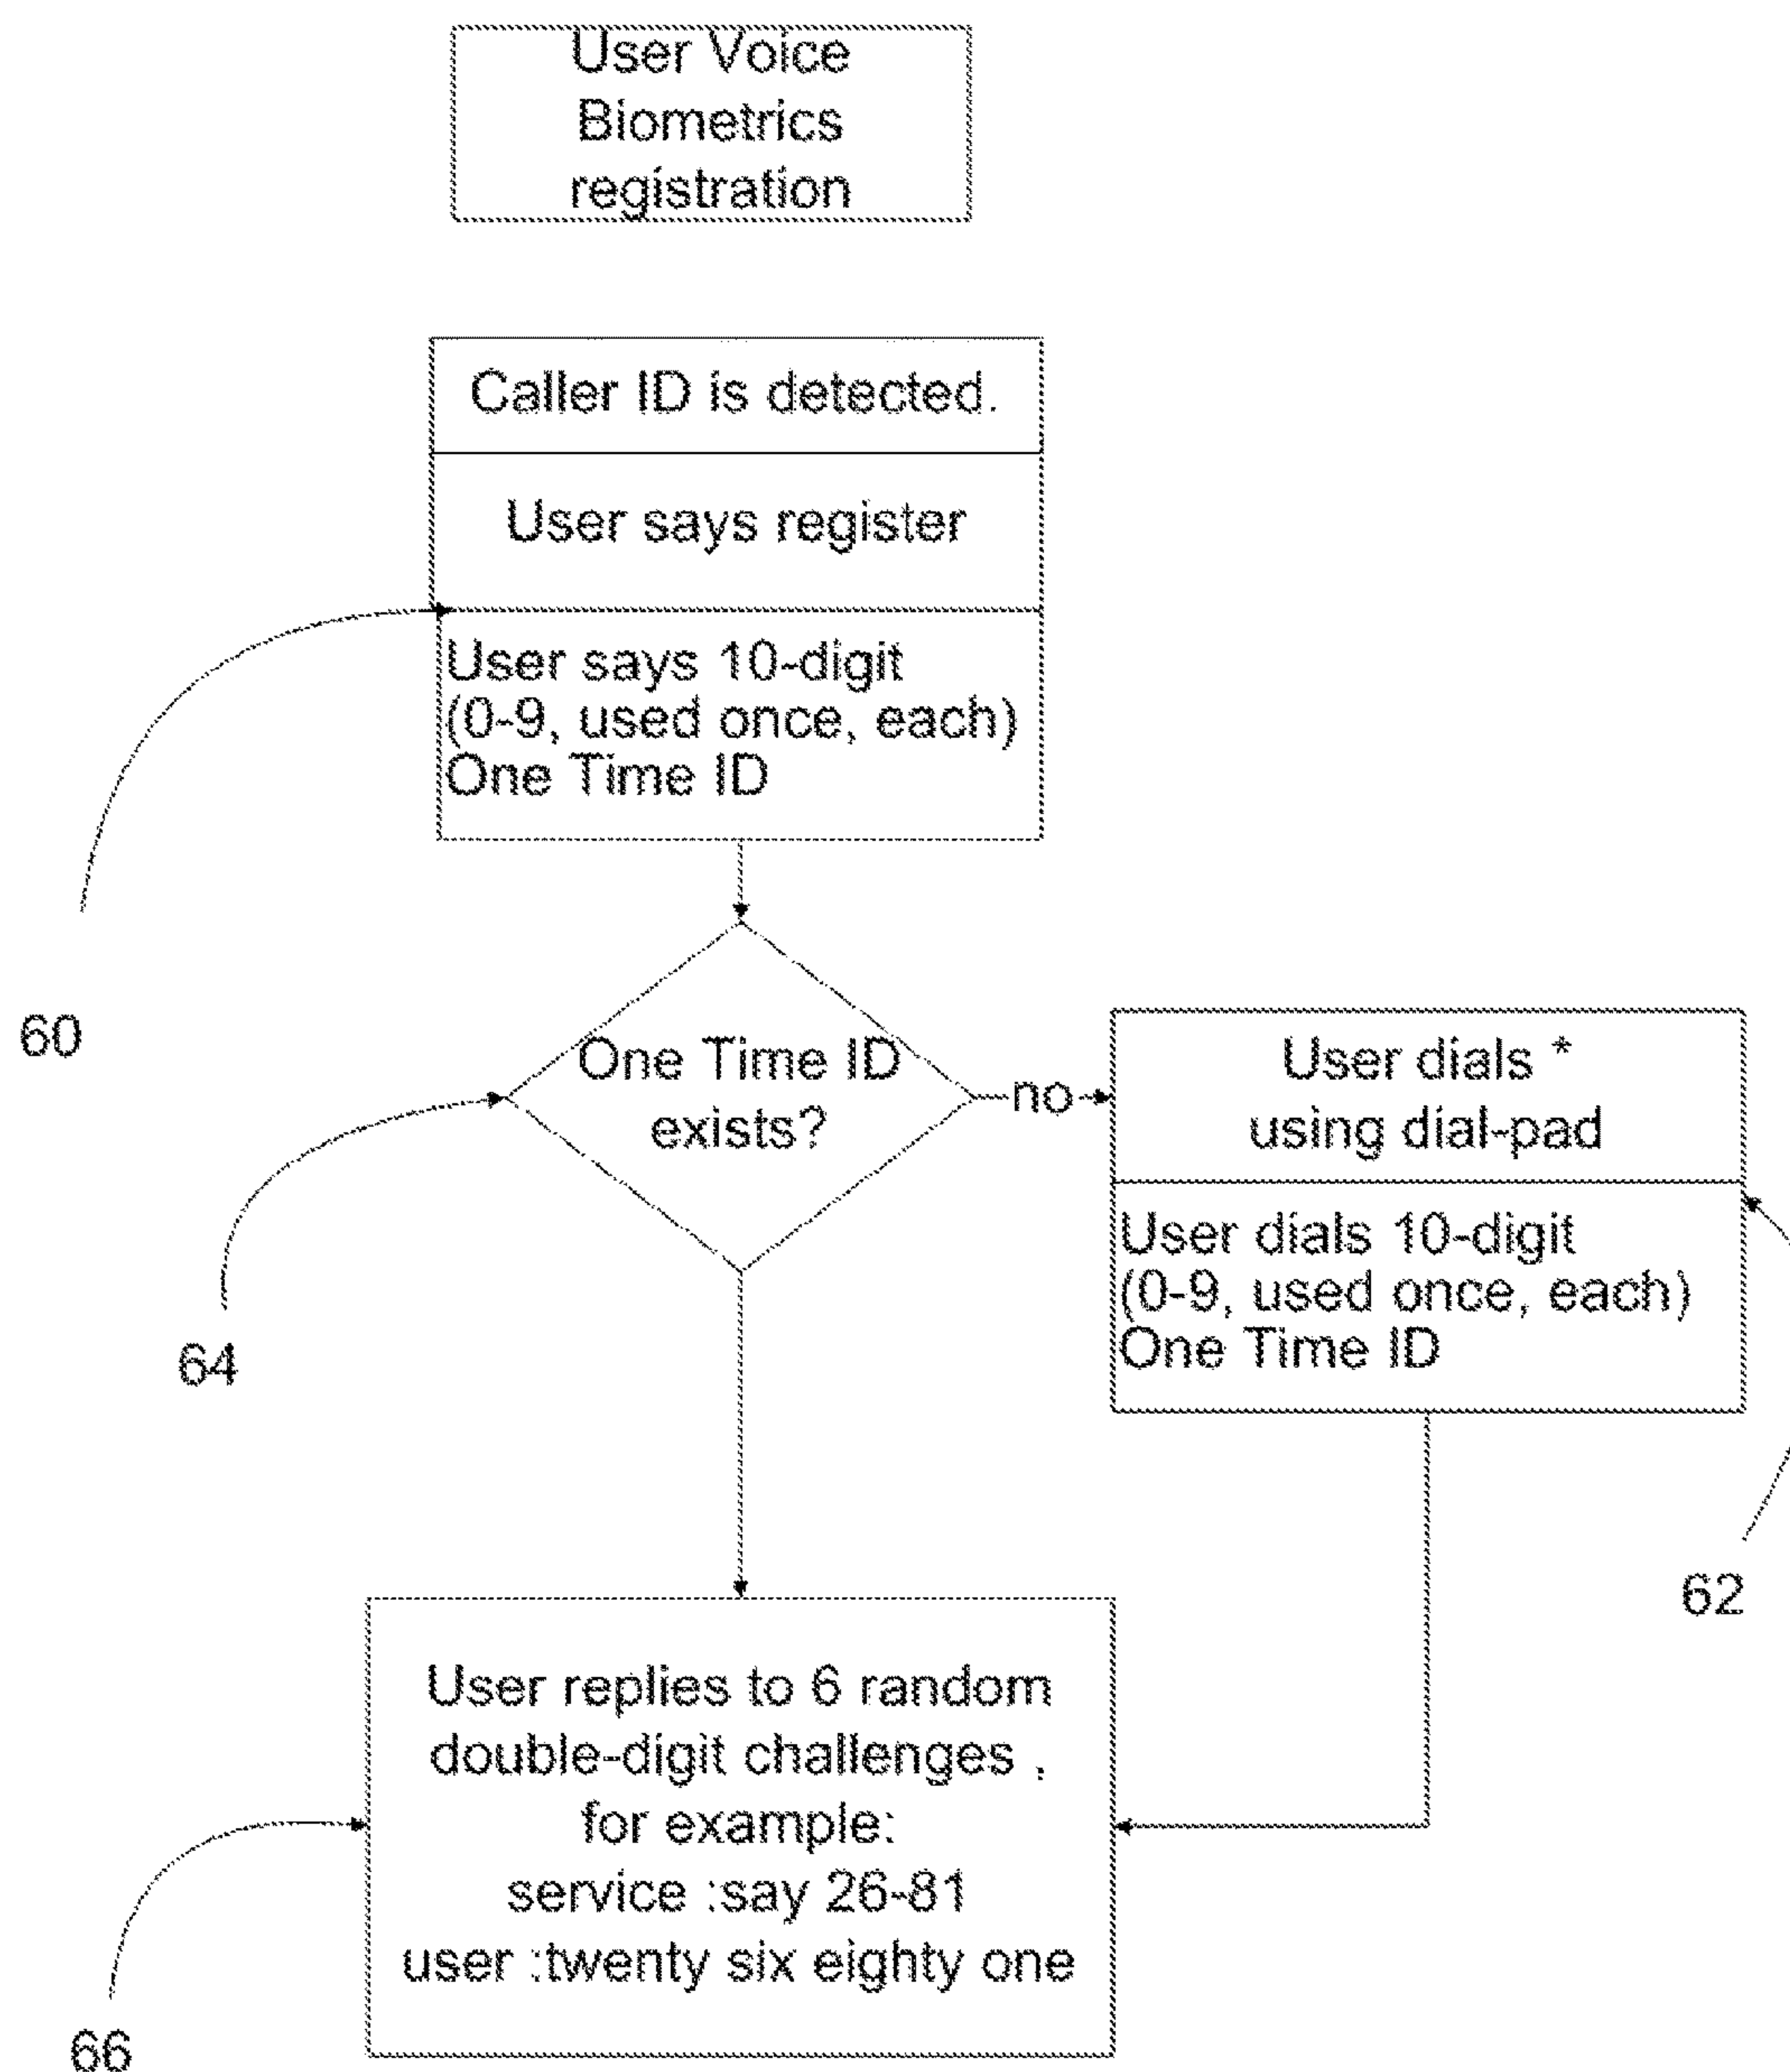 User Voice
Biometrics
registration
Caller ID is detected.
User says register
User says 10-digit
(0-9, used once, each)
One Time ID
60
One Time ID
exists?
no
User dials *
using dial-pad
User dials 10-digit
(0-9, used once, each)
One Time ID
64
62
User replies to 6 random
double-digit challenges ,
for example:
service :say 26-81
user :twenty six eighty one
66